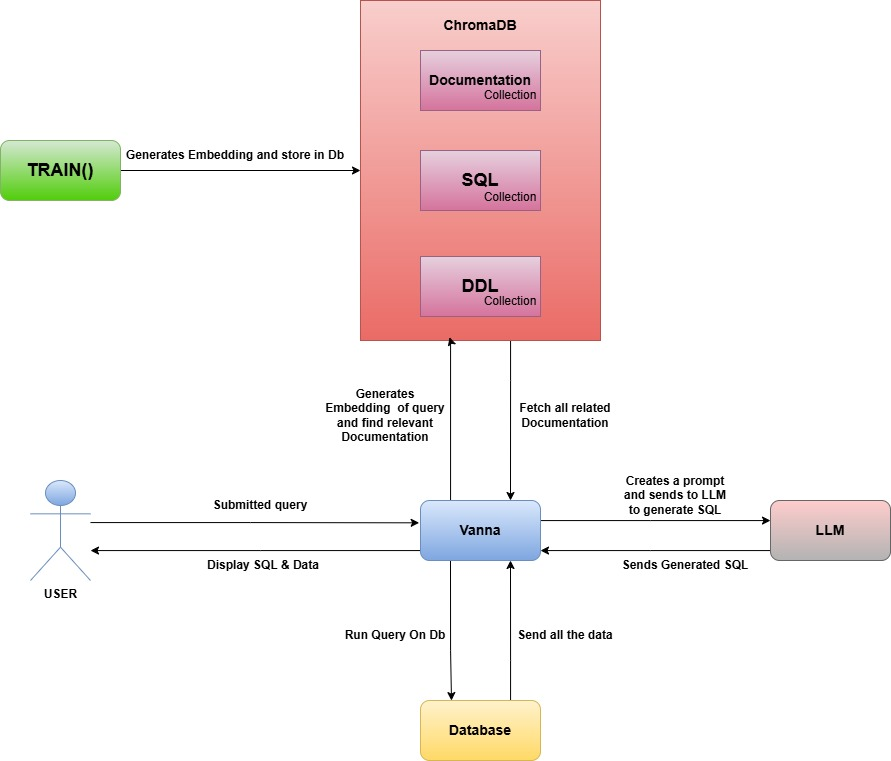 ChromaDB
Documentation
Collection
Generates Embedding and store in Db
TRAIN()
SQL
Collection
DDL
Collection
Generates
Embedding of query
and find relevant
Documentation
Fetch all related
Documentation
Creates a prompt
and sends to LLM
to generate SQL
Submitted query
Vanna
LLM
Display SQL & Data
Sends Generated SQL
USER
Run Query On Db
Send all the data
Database